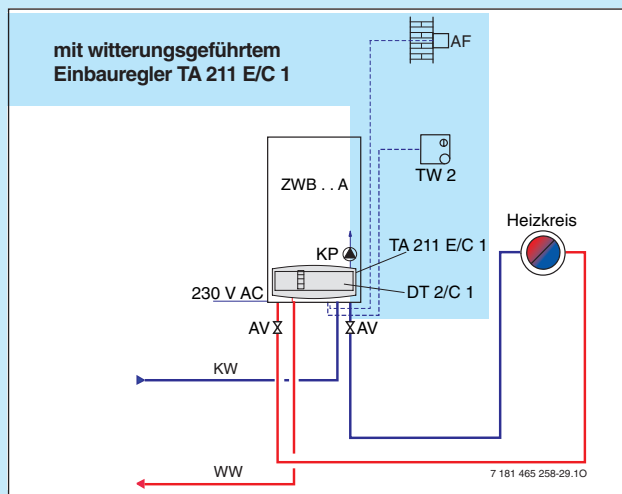 mit witterungsgeführtem
Einbauregler TA 211 E/C 1
AF
TW 2
ZWB . . A
Heizkreis
KP
TA 211 E/C 1
DT 2/C 1
230 V AC
AV
AV
KW
WW
7 181 465 258-29.1O